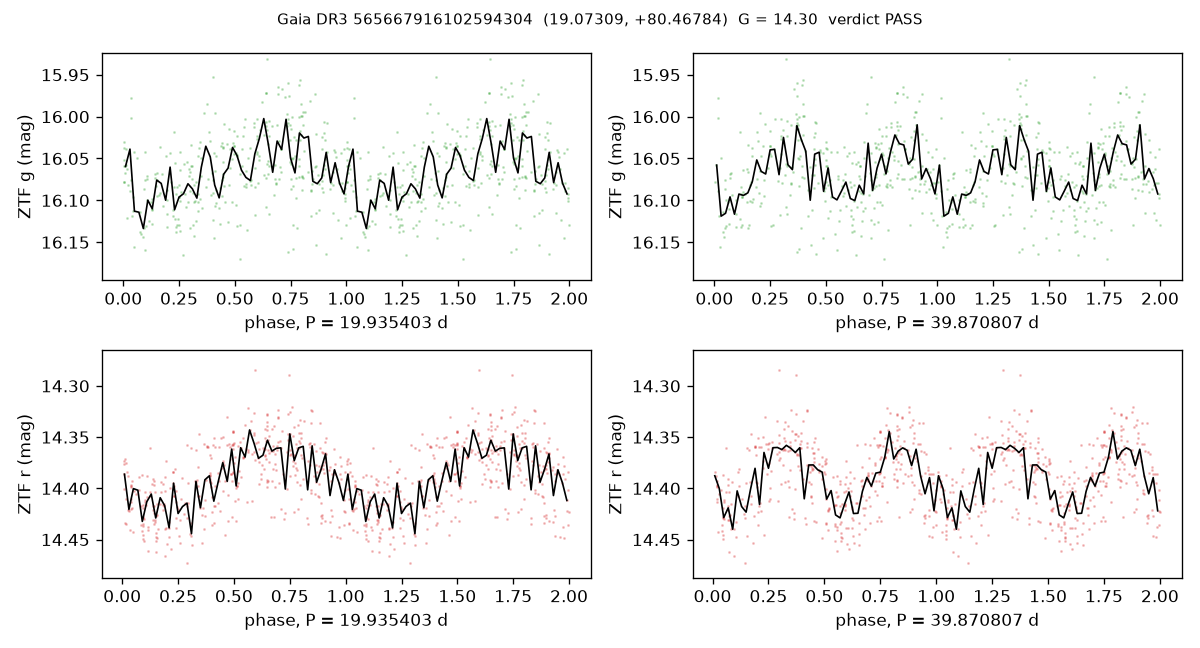 Gaia DR3 565667916102594304  (19.07309, +80.46784)  G = 14.30  verdict PASS
ZTF g (mag)
15.95
16.00
16.05
16.10
16.15
0.00 0.25 0.50 0.75 1.00 1.25 1.50 1.75 2.00
phase, P = 19.935403 d
ZTF g (mag)
15.95
16.00
16.05
16.10
16.15
0.00 0.25 0.50 0.75 1.00 1.25 1.50 1.75 2.00
phase, P = 39.870807 d
ZTF r (mag)
14.30
14.35
14.40
14.45
0.00 0.25 0.50 0.75 1.00 1.25 1.50 1.75 2.00
phase, P = 19.935403 d
ZTF r (mag)
14.30
14.35
14.40
14.45
0.00 0.25 0.50 0.75 1.00 1.25 1.50 1.75 2.00
phase, P = 39.870807 d